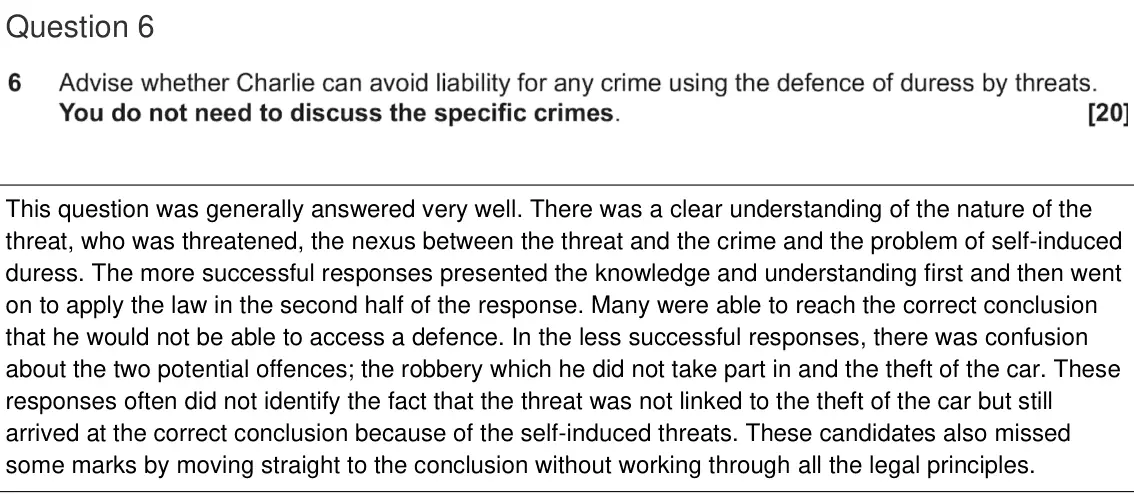 Question 6
6 Advise whether Charlie can avoid liability for any crime using the defence of duress by threats.
You do not need to discuss the specific crimes. [20]
This question was generally answered very well. There was a clear understanding of the nature of the
threat, who was threatened, the nexus between the threat and the crime and the problem of self-induced
duress. The more successful responses presented the knowledge and understanding first and then went
on to apply the law in the second half of the response. Many were able to reach the correct conclusion
that he would not be able to access a defence. In the less successful responses, there was confusion
about the two potential offences; the robbery which he did not take part in and the theft of the car. These
responses often did not identify the fact that the threat was not linked to the theft of the car but still
arrived at the correct conclusion because of the self-induced threats. These candidates also missed
some marks by moving straight to the conclusion without working through all the legal principles.